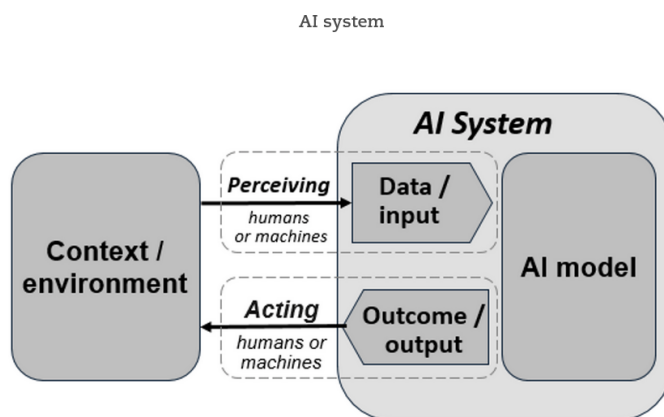 AI system
AI System
Perceiving
humans
or machines
Data /
input
Context /
environment
AI model
Acting
humans or
machines
Outcome /
output